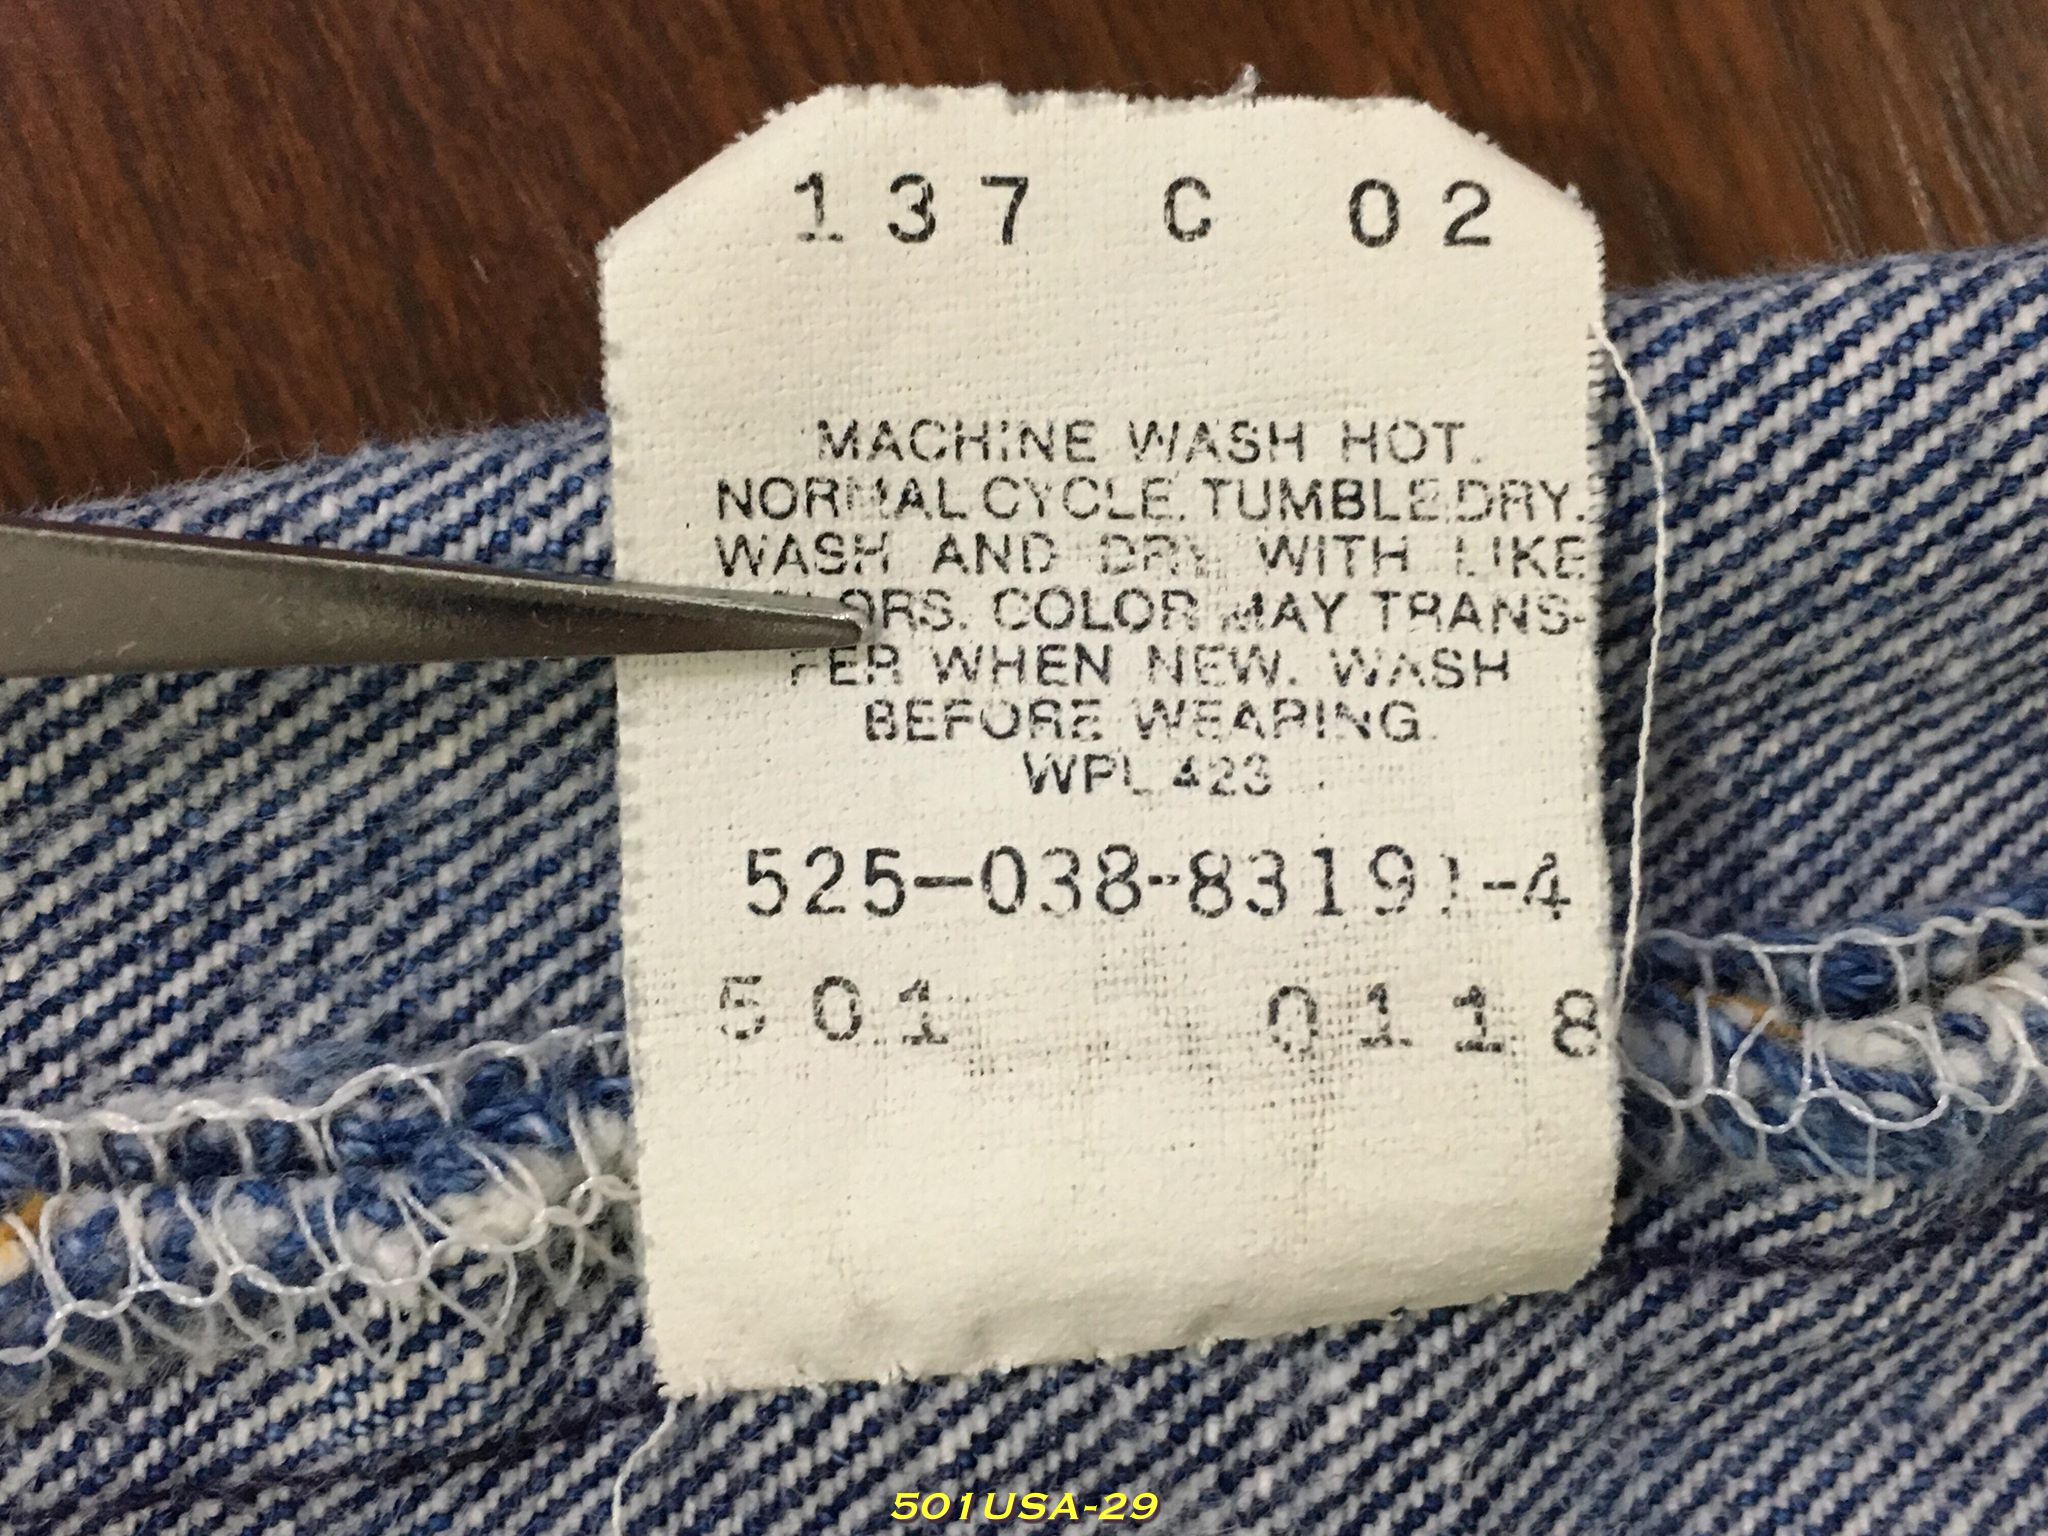 137 C 02
MACHINE WASH HOT.
NORMAL CYCLE. TUMBLE DRY.
WASH AND DRY WITH LIKE
COLORS. COLOR MAY TRANS-
FER WHEN NEW. WASH
BEFORE WEARING.
WPL 423
525-038-83191-4
501 0118
501USA-29